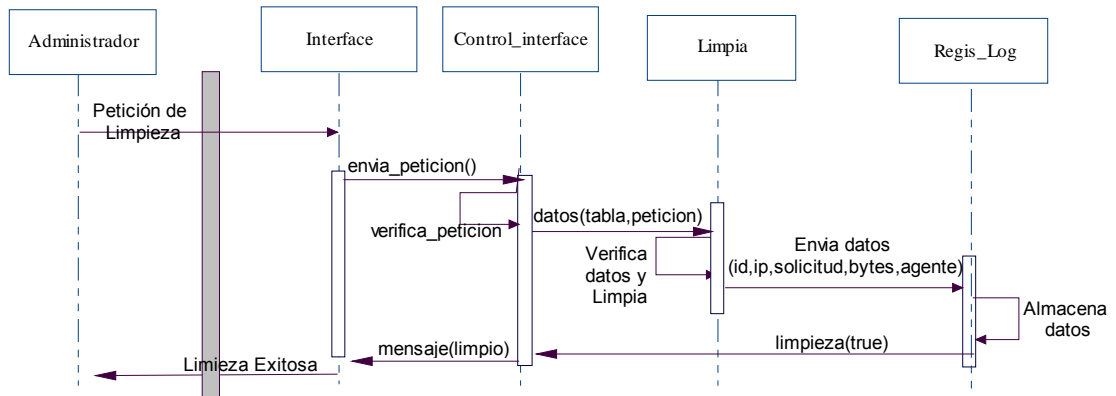 Administrador
Interface
Control_interface
Limpia
Regis_Log
Petición de
Limpieza
envia_peticion()
verifica_peticion
datos(tabla,peticion)
Verifica
datos y
Limpia
Envia datos
(id,ip,solicitud,bytes,agente)
Almacena
datos
limpieza(true)
mensaje(limpio)
Limieza Exitosa